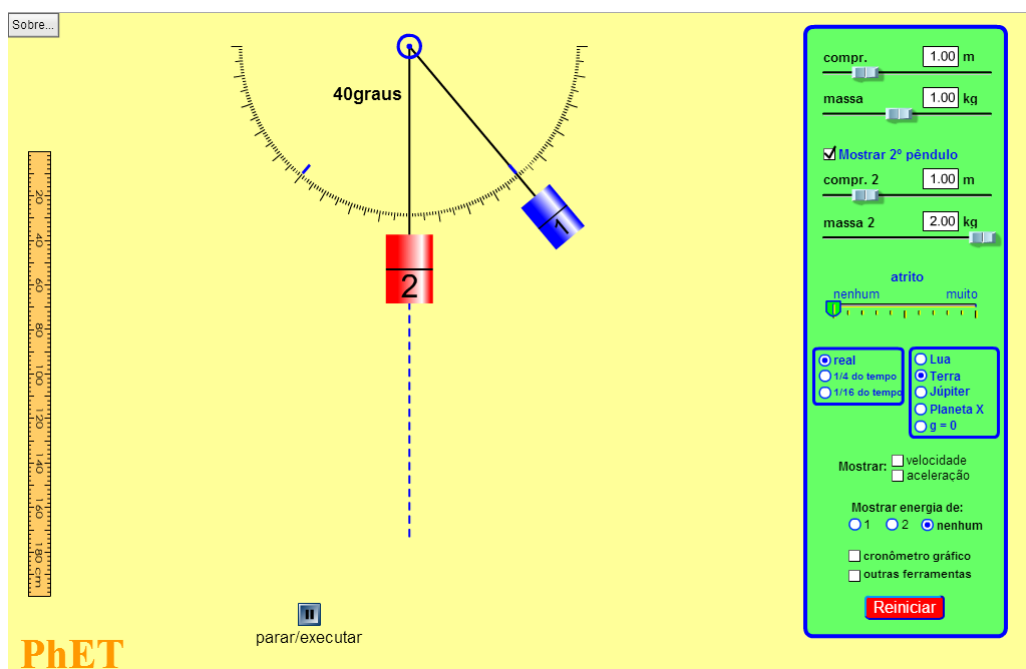 Sobre...
40graus
compr. 1.00 m
massa 1.00 kg
Mostrar 2º pêndulo
compr. 2 1.00 m
massa 2 2.00 kg
atrito
nenhum muito
real
1/4 do tempo
1/16 do tempo
Lua
Terra
Júpiter
Planeta X
g = 0
Mostrar: velocidade
aceleração
Mostrar energia de:
1 2 nenhum
cronômetro gráfico
outras ferramentas
Reiniciar
1
2
20
40
60
80
100
120
140
160
180 cm
parar/executar
PhET